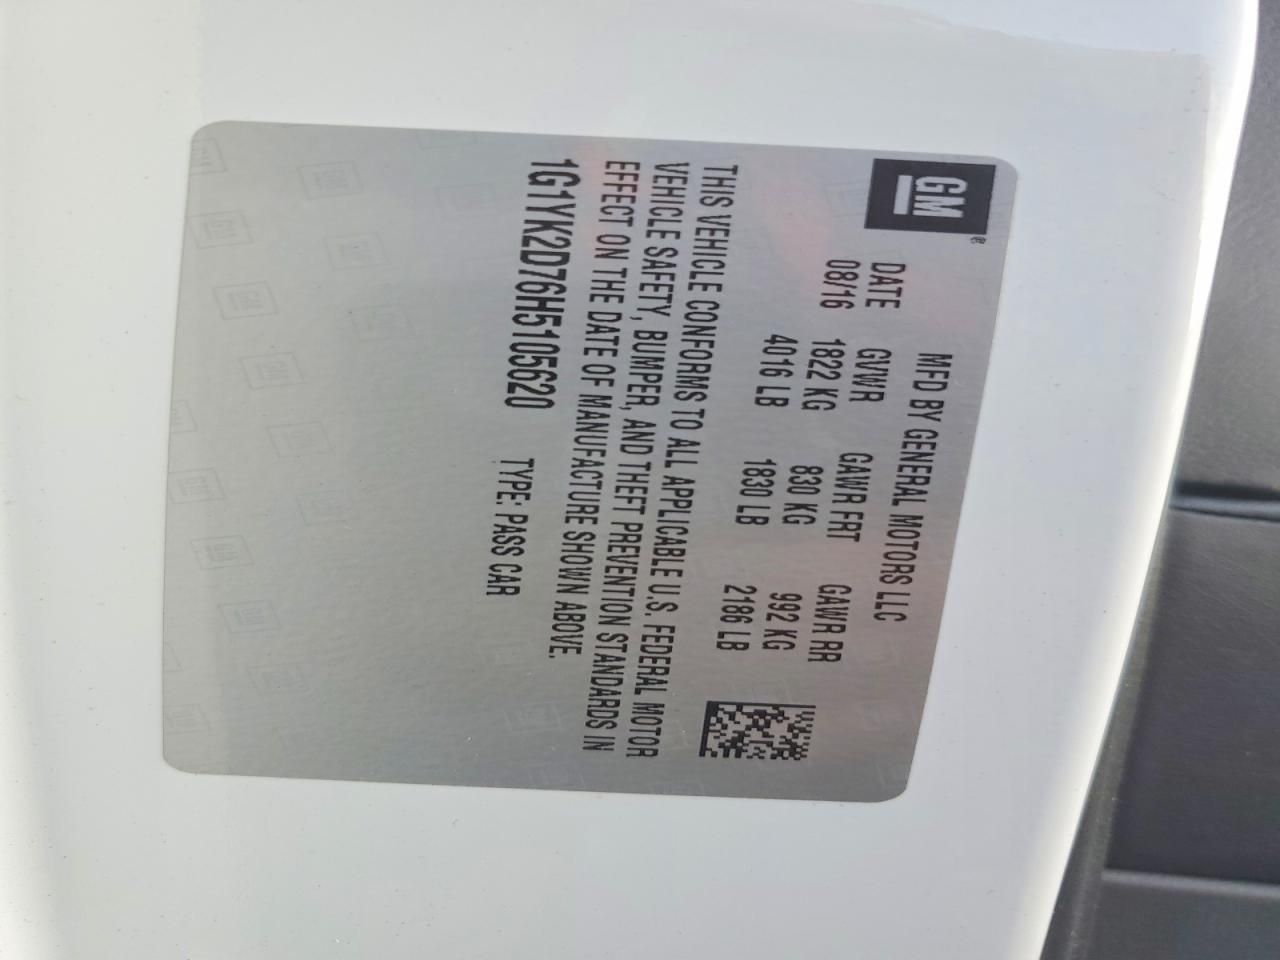 GM®
MFD BY GENERAL MOTORS LLC
DATE GVWR GAWR FRT GAWR RR
08/16 1822 KG 830 KG 992 KG
4016 LB 1830 LB 2186 LB
THIS VEHICLE CONFORMS TO ALL APPLICABLE U.S. FEDERAL MOTOR
VEHICLE SAFETY, BUMPER, AND THEFT PREVENTION STANDARDS IN
EFFECT ON THE DATE OF MANUFACTURE SHOWN ABOVE.
1G1YK2D76H5105620 TYPE: PASS CAR